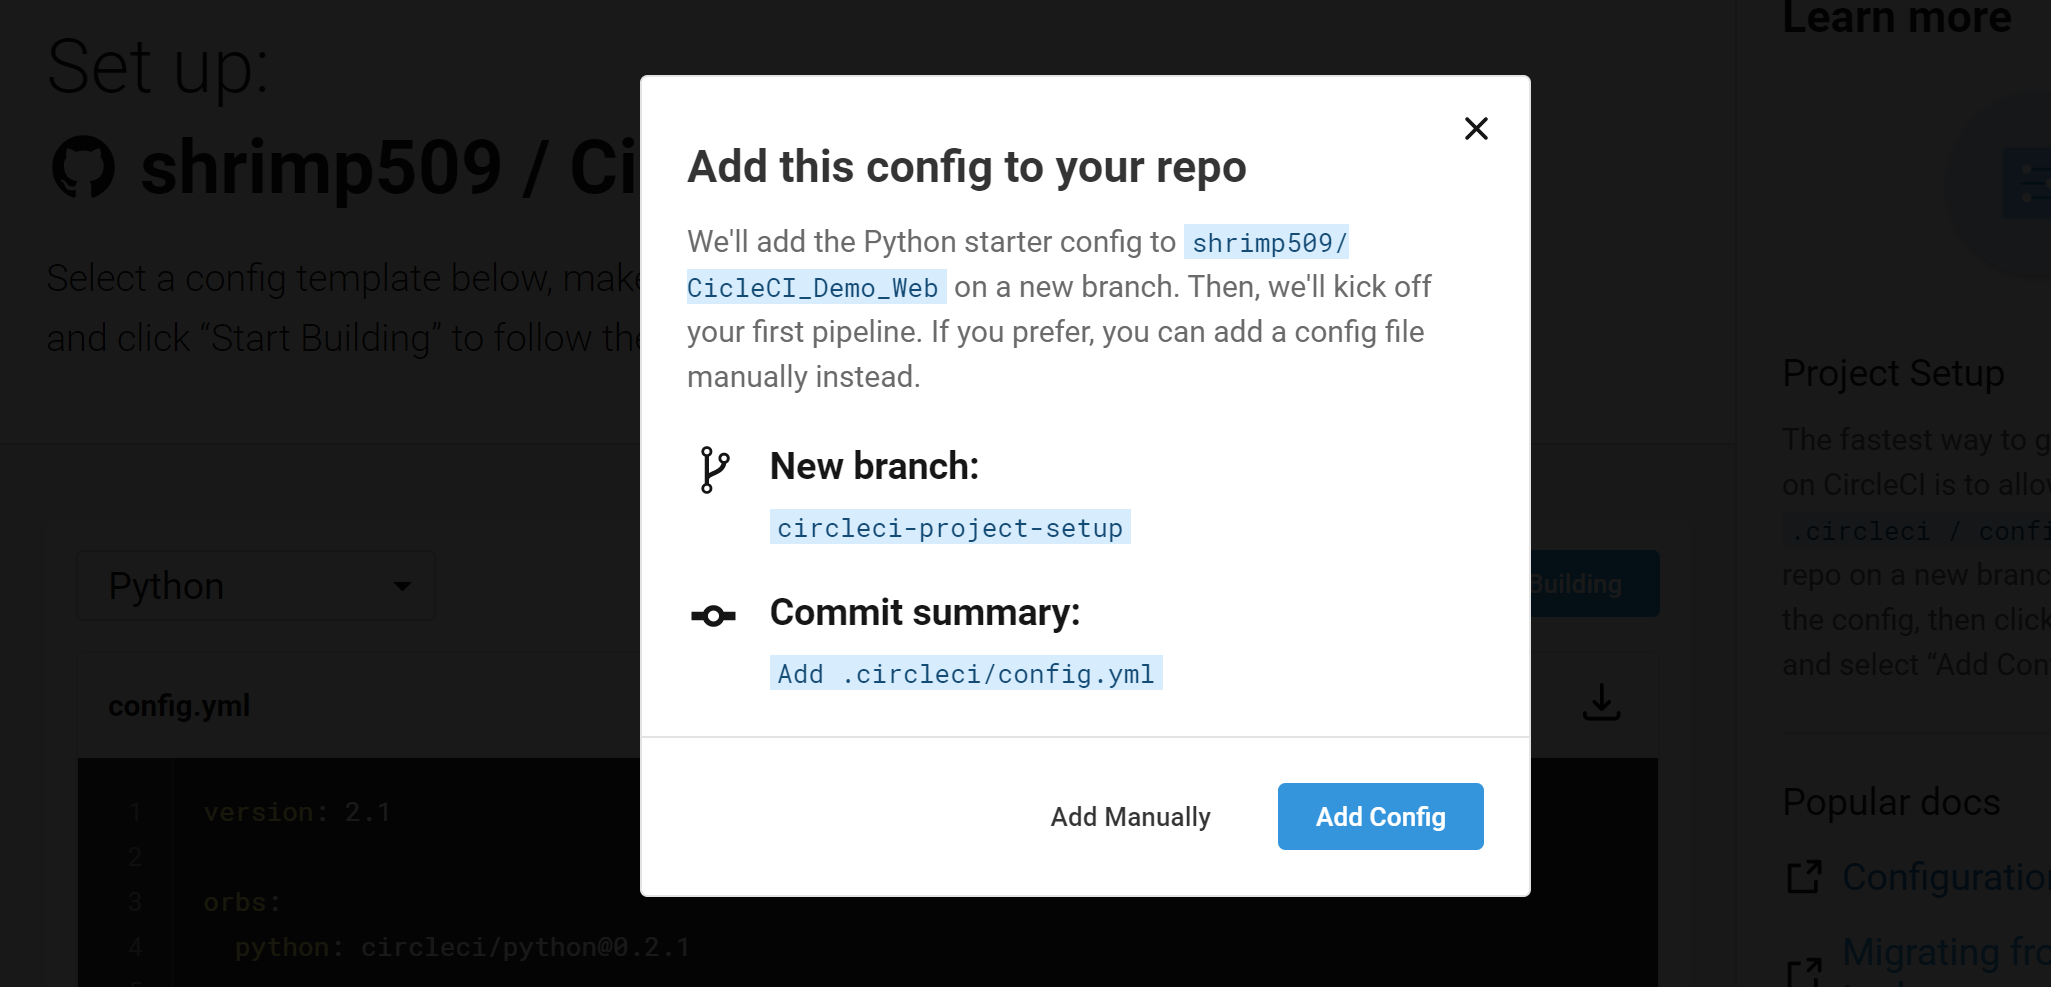 Set up:
shrimp509 / Ci
Select a config template below, make
and click “Start Building” to follow the
Python
config.yml
1 version: 2.1
2
3 orbs:
4 python: circleci/python@0.2.1
Add this config to your repo
We'll add the Python starter config to shrimp509/
CicleCI_Demo_Web on a new branch. Then, we'll kick off
your first pipeline. If you prefer, you can add a config file
manually instead.
New branch:
circleci-project-setup
Commit summary:
Add .circleci/config.yml
Add Manually
Add Config
Building
Learn more
Project Setup
The fastest way to g
on CircleCI is to allo
.circleci / confi
repo on a new branc
the config, then click
and select “Add Con
Popular docs
Configuratio
Migrating fro